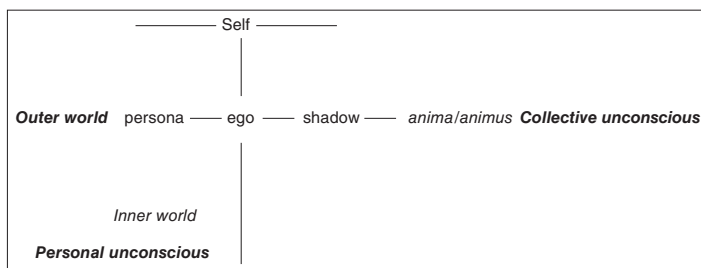 Self
Outer world persona ego shadow anima/animus Collective unconscious
Inner world
Personal unconscious